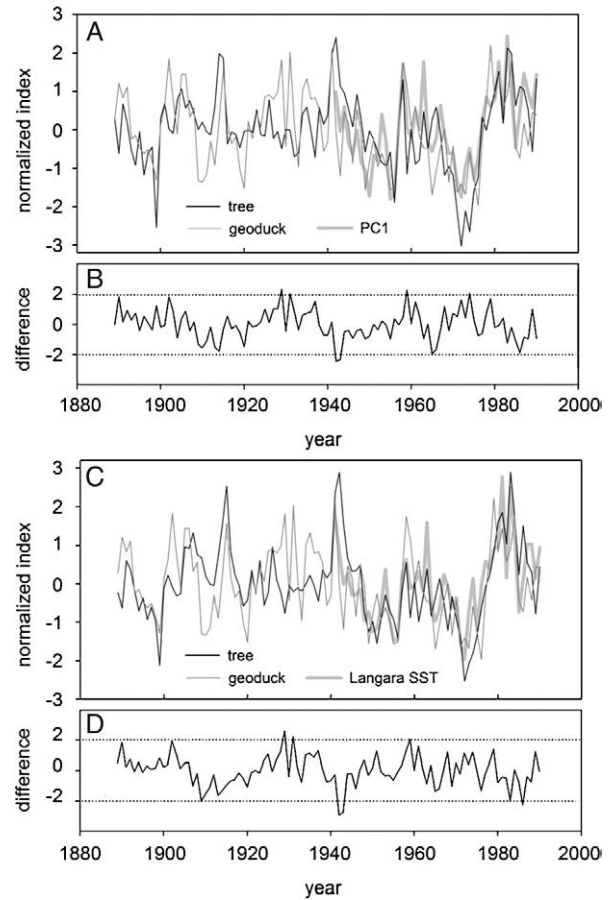 A
3
2
1
0
-1
-2
-3
normalized index
tree
geoduck PC1
B
2
0
-2
difference
1880 1900 1920 1940 1960 1980 2000
year
C
3
2
1
0
-1
-2
-3
normalized index
tree
geoduck Langara SST
D
2
0
-2
difference
1880 1900 1920 1940 1960 1980 2000
year